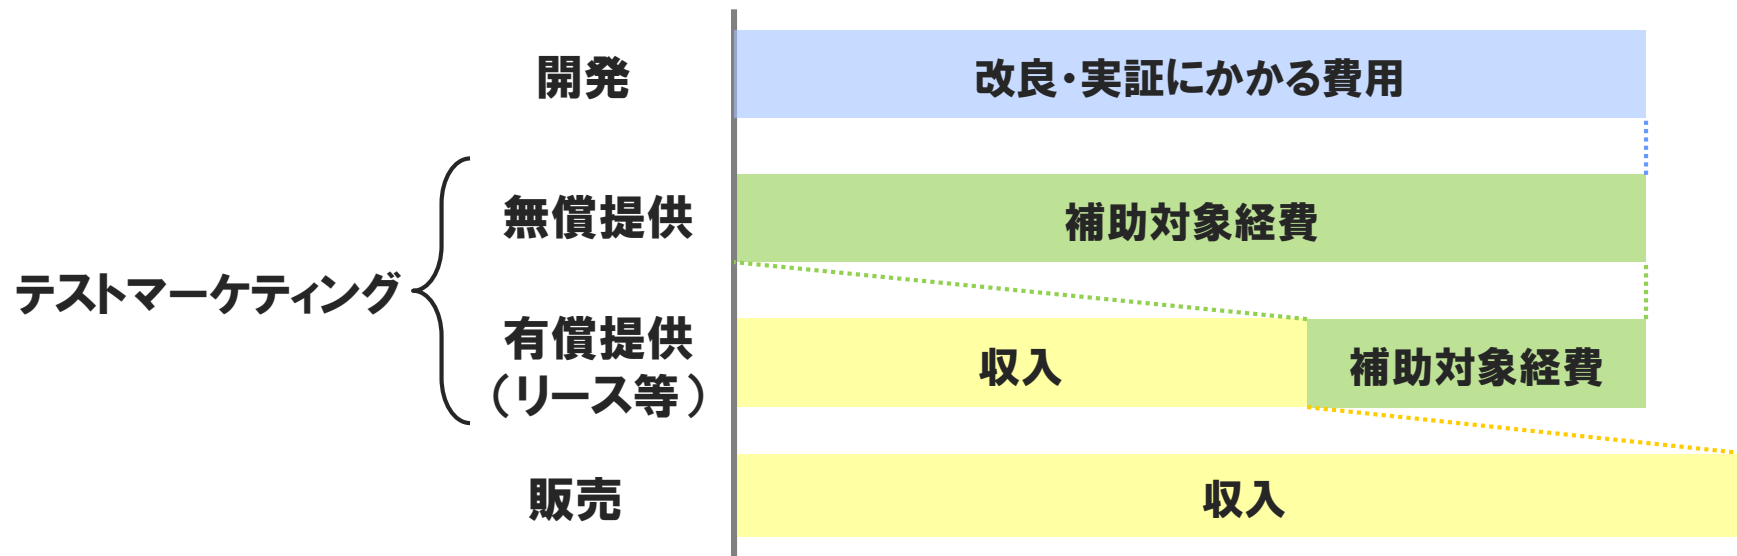 開発
改良・実証にかかる費用
無償提供
補助対象経費
テストマーケティング
有償提供
（リース等）
収入
補助対象経費
販売
収入